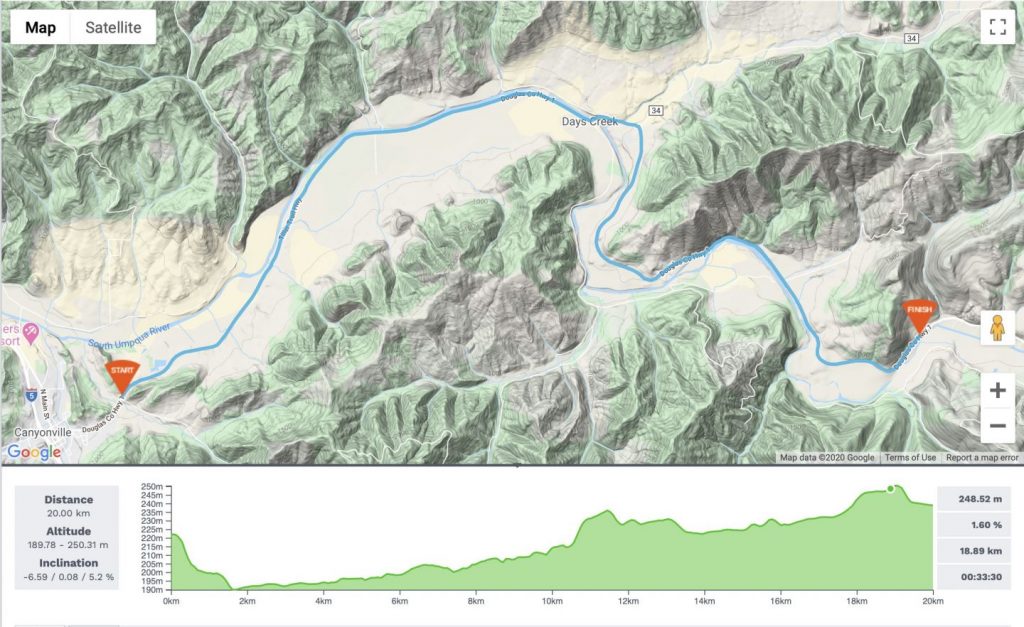 Map
Satellite
34
Douglas Co Hwy 1
34
Days Creek
1000
1000
Douglas Co Hwy 1
FINISH
ers
sort
South Umpqua River
START
5
N Main St
Douglas Co Hwy 1
Douglas Co Hwy 1
Canyonville
Google
Map data ©2020 Google
Terms of Use
Report a map error
Distance
20.00 km
Altitude
189.78 - 250.31 m
Inclination
-6.59 / 0.08 / 5.2 %
250m
245m
240m
235m
230m
225m
220m
215m
210m
205m
200m
195m
190m
0km
2km
4km
6km
8km
10km
12km
14km
16km
18km
20km
248.52 m
1.60 %
18.89 km
00:33:30